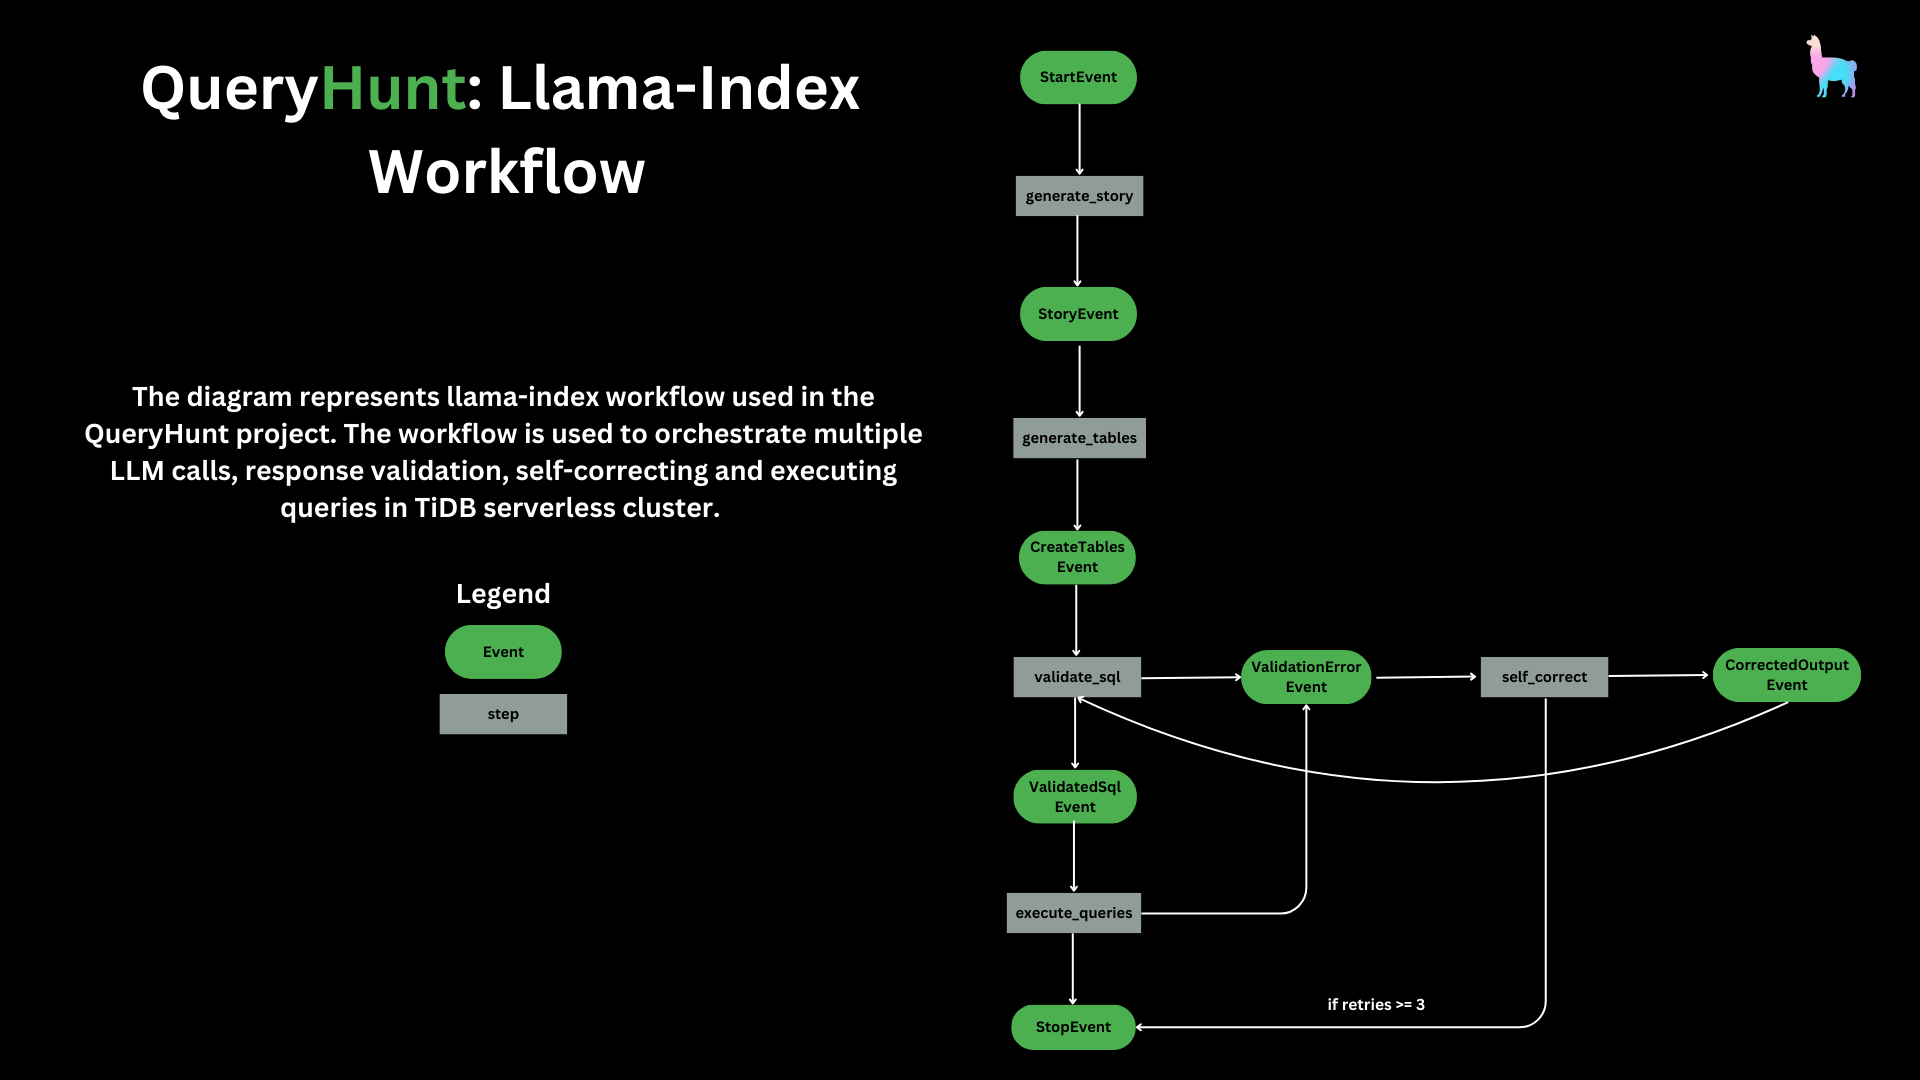 QueryHunt: Llama-Index
Workflow
The diagram represents llama-index workflow used in the
QueryHunt project. The workflow is used to orchestrate multiple
LLM calls, response validation, self-correcting and executing
queries in TiDB serverless cluster.
Legend
Event
step
StartEvent
generate_story
StoryEvent
generate_tables
CreateTables
Event
validate_sql
ValidationError
Event
self_correct
CorrectedOutput
Event
ValidatedSql
Event
execute_queries
if retries >= 3
StopEvent